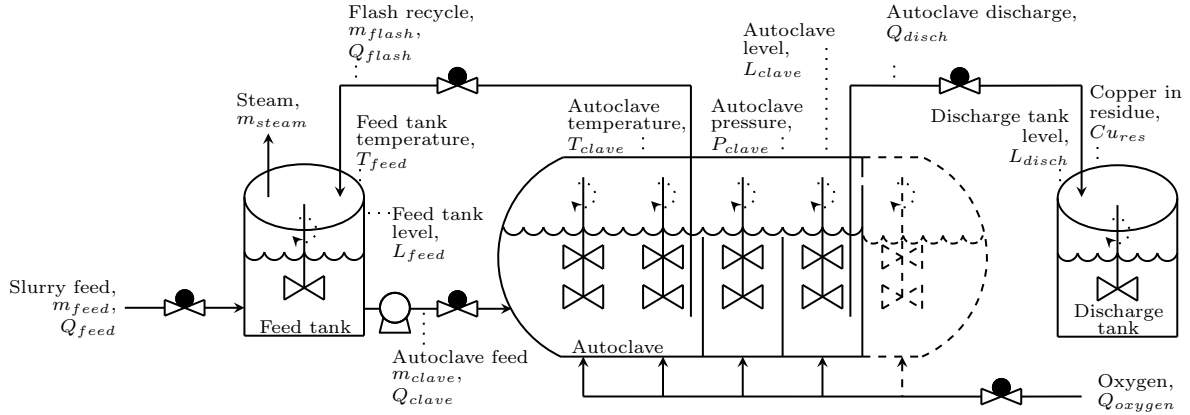 Flash recycle,
m_flash,
Q_flash
Autoclave discharge,
Q_disch
Autoclave
level,
L_clave
Steam,
m_steam
Feed tank
temperature,
T_feed
Autoclave
temperature,
T_clave
Autoclave
pressure,
P_clave
Discharge tank
level,
L_disch
Copper in
residue,
Cu_res
Feed tank
level,
L_feed
Slurry feed,
m_feed,
Q_feed
Feed tank
Autoclave
Discharge
tank
Autoclave feed
m_clave,
Q_clave
Oxygen,
Q_oxygen